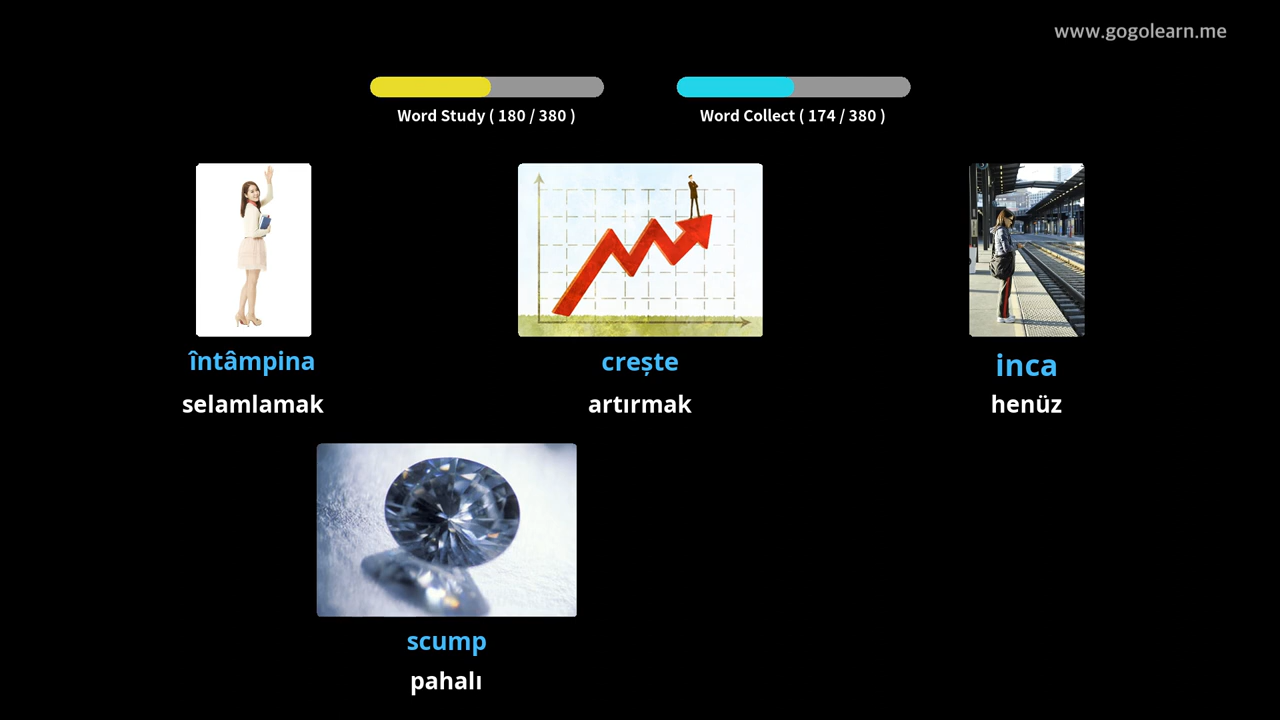 www.gogolearn.me
Word Study ( 180 / 380 )
Word Collect ( 174 / 380 )
întâmpina
crește
inca
selamlamak
artırmak
henüz
scump
pahalı